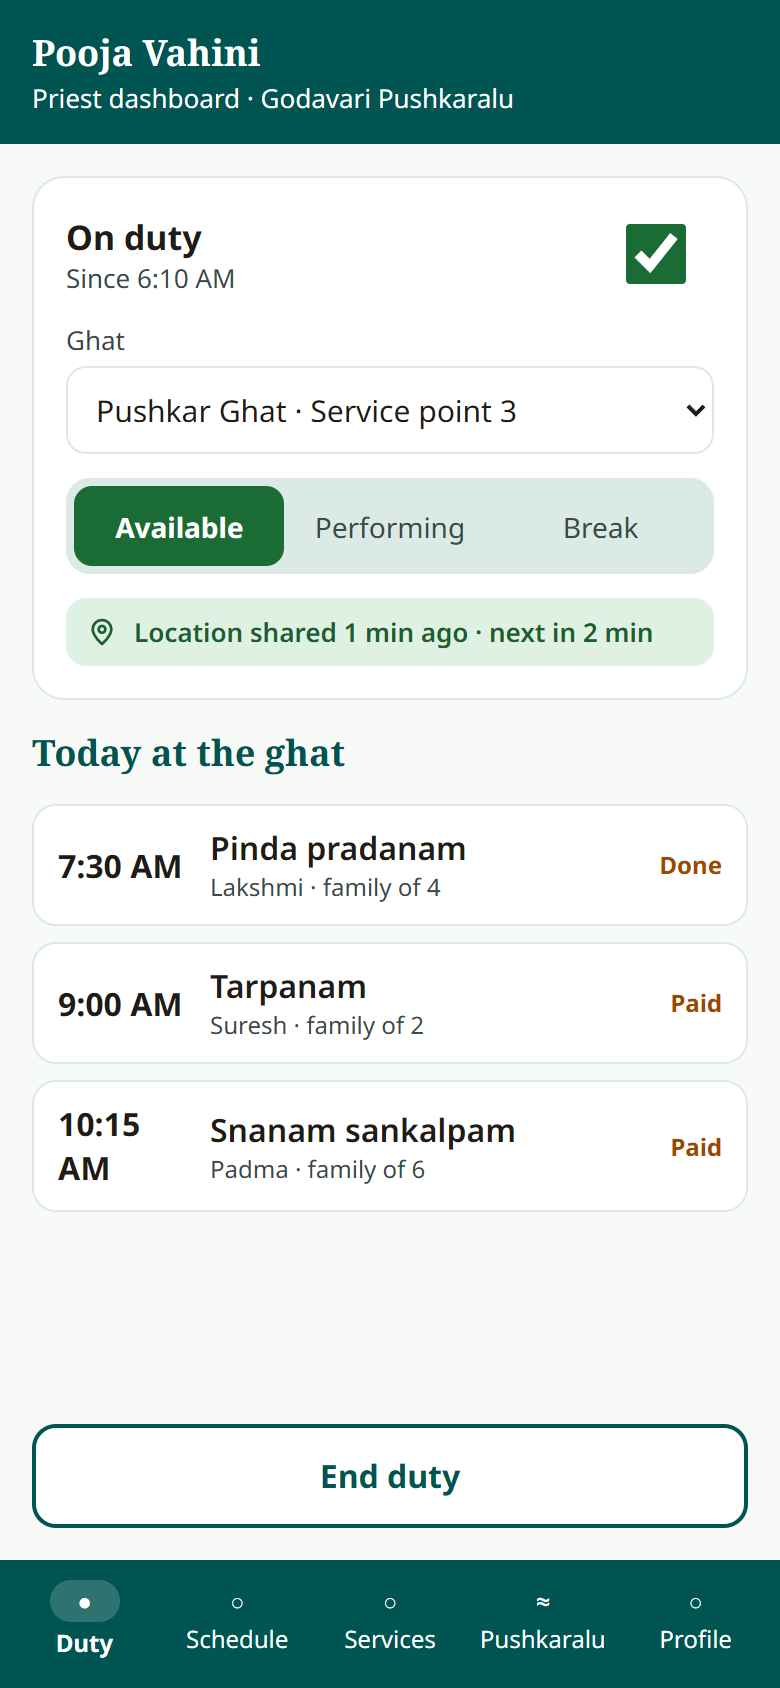 Pooja Vahini
Priest dashboard · Godavari Pushkaralu
On duty
Since 6:10 AM
Ghat
Pushkar Ghat · Service point 3
Available Performing Break
Location shared 1 min ago · next in 2 min
Today at the ghat
7:30 AM Pinda pradanam Done
Lakshmi · family of 4
9:00 AM Tarpanam Paid
Suresh · family of 2
10:15 AM Snanam sankalpam Paid
Padma · family of 6
End duty
Duty Schedule Services Pushkaralu Profile